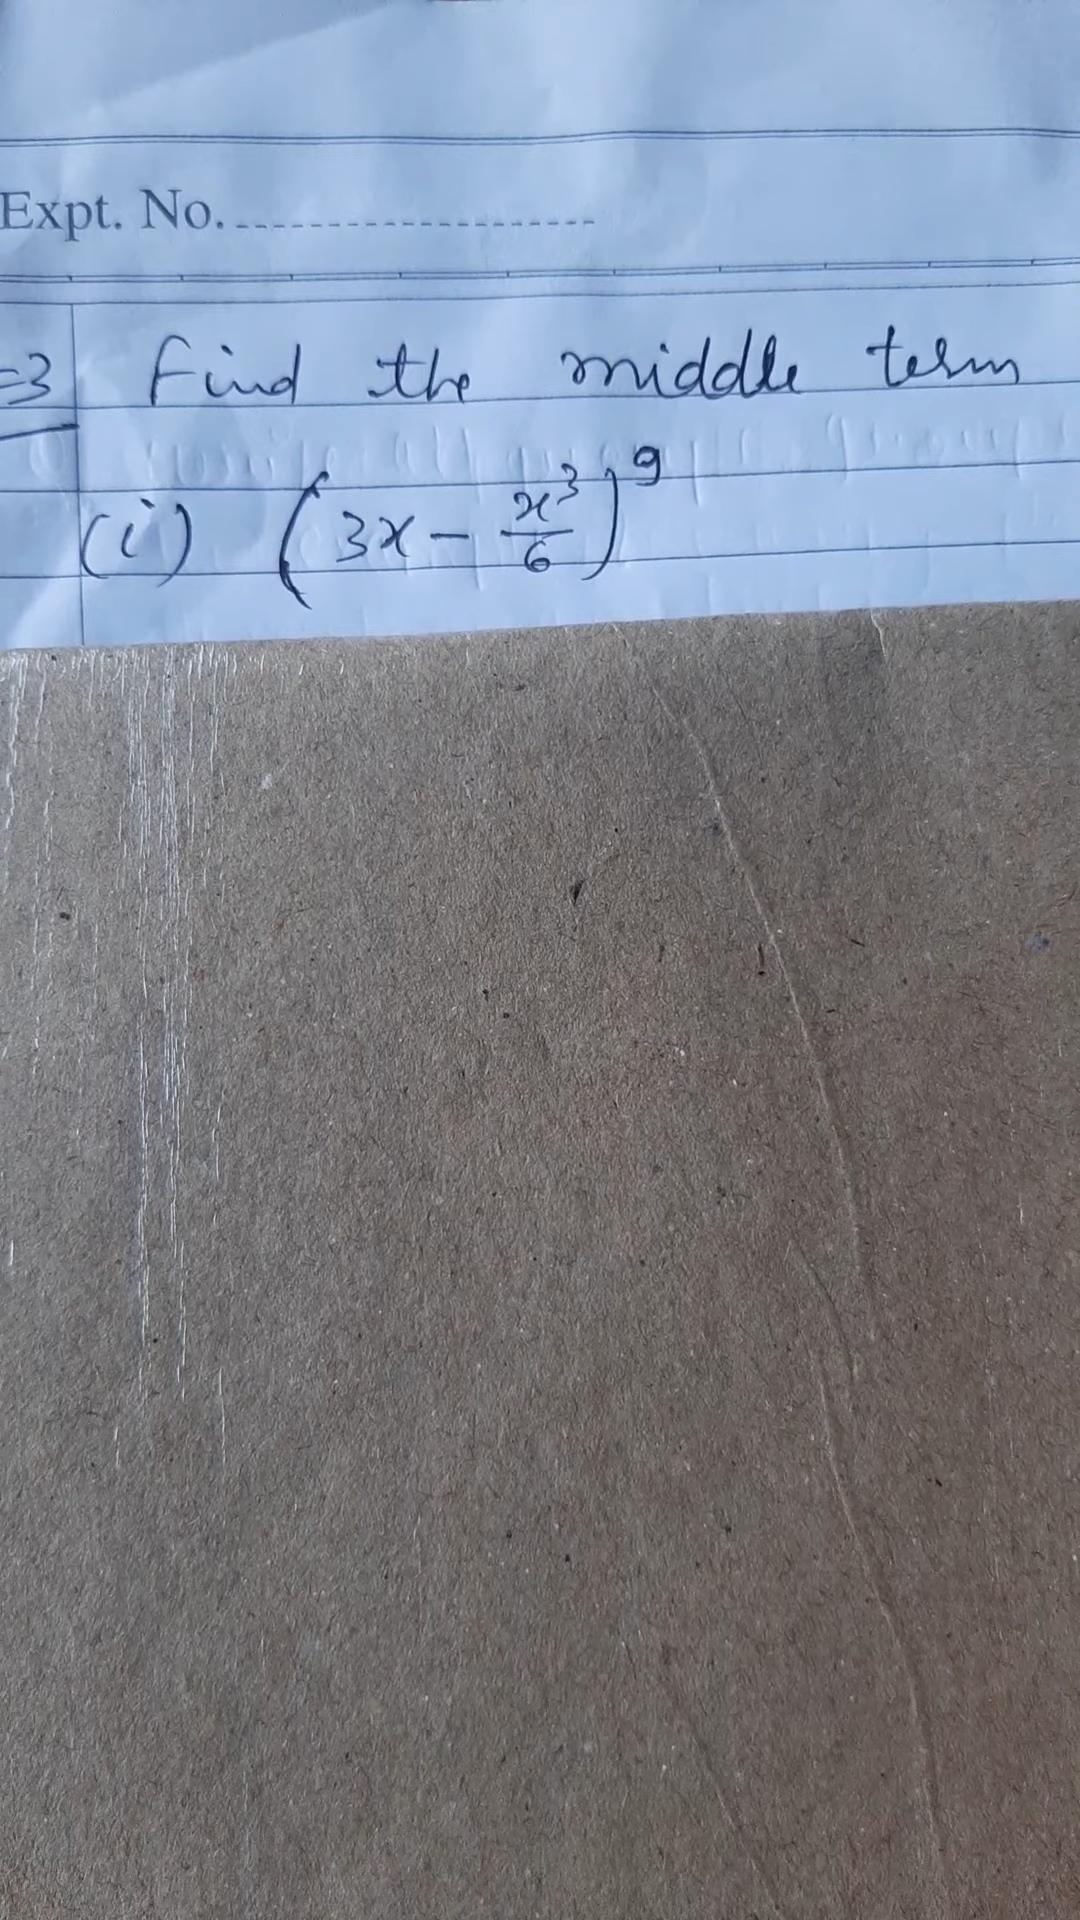 Expt. No.
=3 Find the middle term
(i) (3x - x³/6)⁹